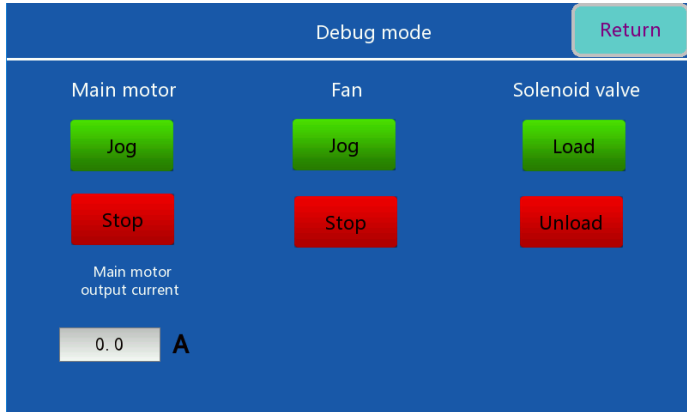 Debug mode
Return
Main motor
Fan
Solenoid valve
Jog
Jog
Load
Stop
Stop
Unload
Main motor
output current
0. 0
A